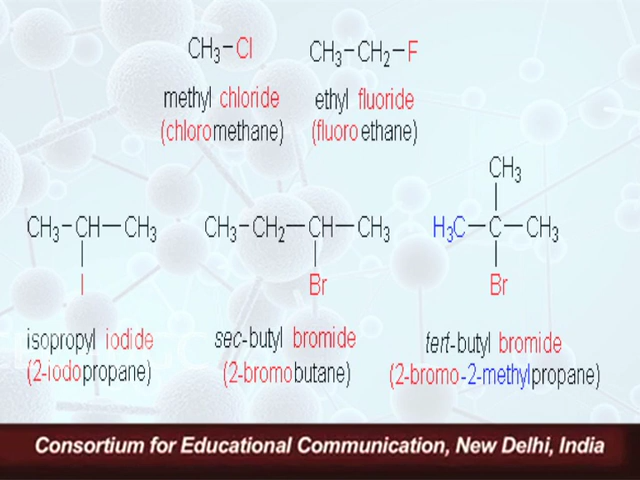 CH3-Cl CH3-CH2-F
methyl chloride ethyl fluoride
(chloromethane) (fluoro ethane)
CH3
CH3-CH-CH3 CH3-CH2-CH-CH3 H3C-C-CH3
I Br Br
isopropyl iodide sec-butyl bromide tert-butyl bromide
(2-iodopropane) (2-bromobutane) (2-bromo-2-methylpropane)
Consortium for Educational Communication, New Delhi, India